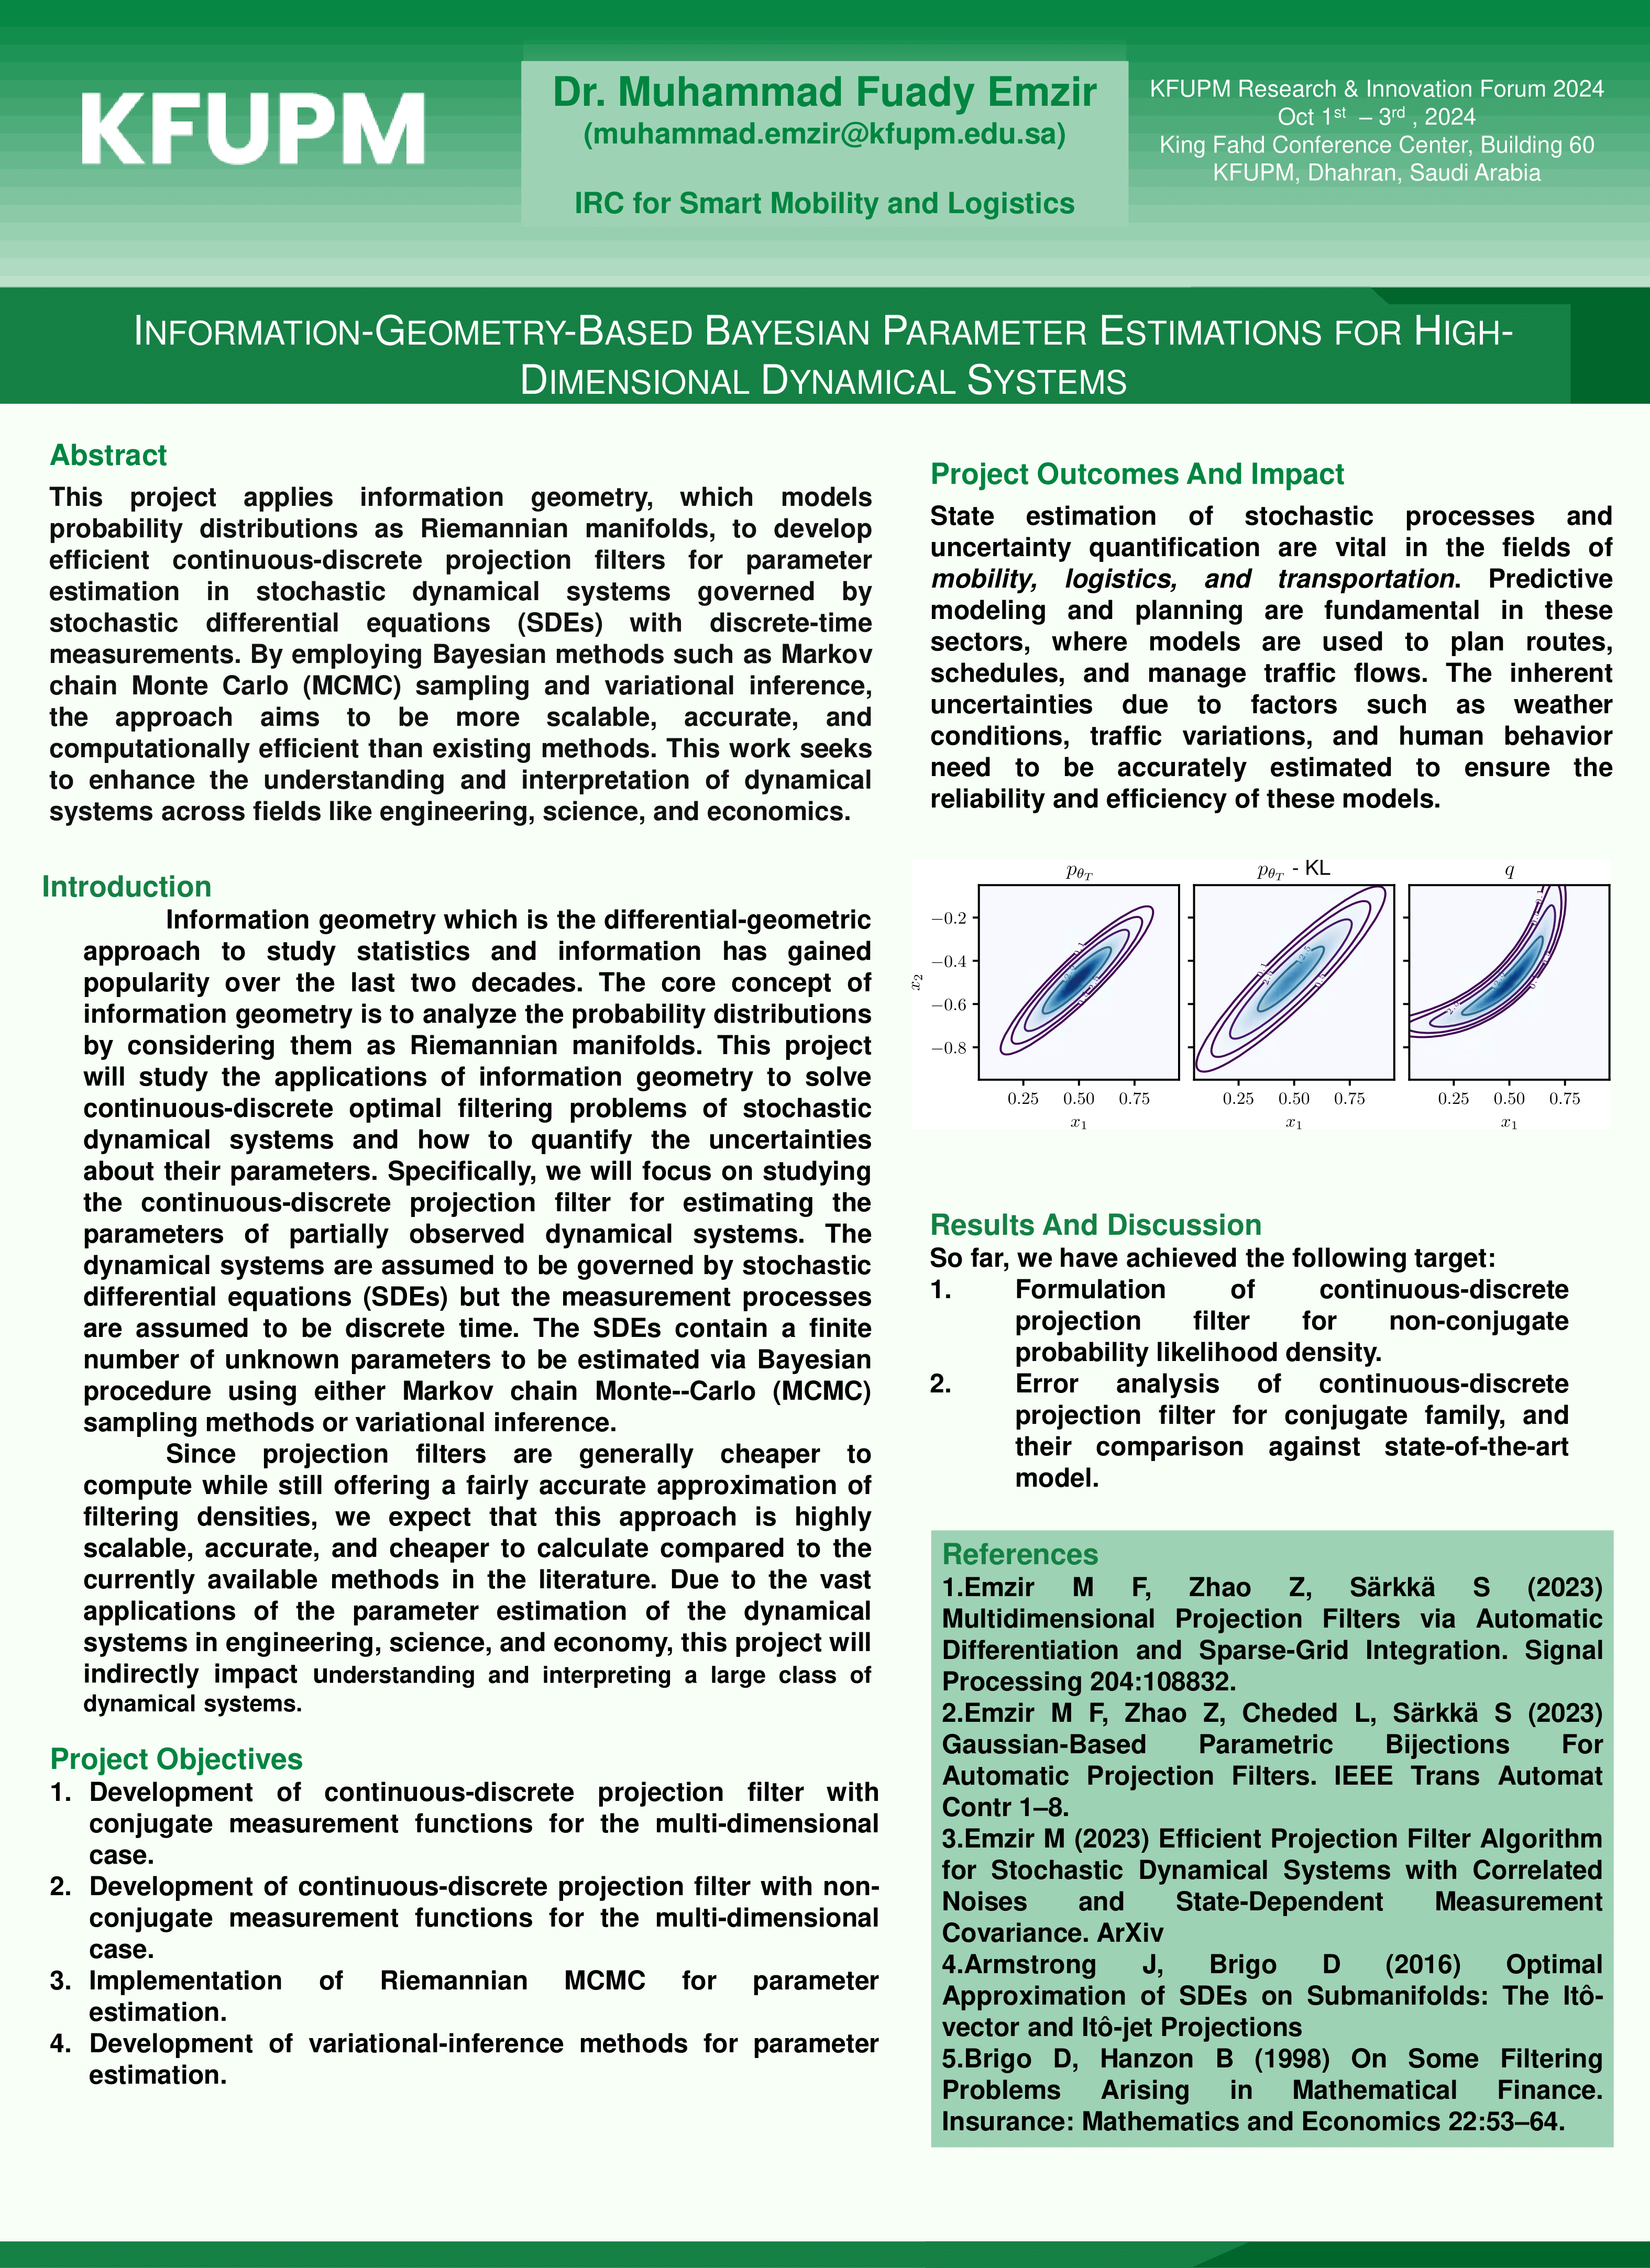 KFUPM
Dr. Muhammad Fuady Emzir
(muhammad.emzir@kfupm.edu.sa)
IRC for Smart Mobility and Logistics
KFUPM Research & Innovation Forum 2024
Oct 1st – 3rd , 2024
King Fahd Conference Center, Building 60
KFUPM, Dhahran, Saudi Arabia
INFORMATION-GEOMETRY-BASED BAYESIAN PARAMETER ESTIMATIONS FOR HIGH-
DIMENSIONAL DYNAMICAL SYSTEMS
Abstract
This project applies information geometry, which models
probability distributions as Riemannian manifolds, to develop
efficient continuous-discrete projection filters for parameter
estimation in stochastic dynamical systems governed by
stochastic differential equations (SDEs) with discrete-time
measurements. By employing Bayesian methods such as Markov
chain Monte Carlo (MCMC) sampling and variational inference,
the approach aims to be more scalable, accurate, and
computationally efficient than existing methods. This work seeks
to enhance the understanding and interpretation of dynamical
systems across fields like engineering, science, and economics.
Introduction
Information geometry which is the differential-geometric
approach to study statistics and information has gained
popularity over the last two decades. The core concept of
information geometry is to analyze the probability distributions
by considering them as Riemannian manifolds. This project
will study the applications of information geometry to solve
continuous-discrete optimal filtering problems of stochastic
dynamical systems and how to quantify the uncertainties
about their parameters. Specifically, we will focus on studying
the continuous-discrete projection filter for estimating the
parameters of partially observed dynamical systems. The
dynamical systems are assumed to be governed by stochastic
differential equations (SDEs) but the measurement processes
are assumed to be discrete time. The SDEs contain a finite
number of unknown parameters to be estimated via Bayesian
procedure using either Markov chain Monte--Carlo (MCMC)
sampling methods or variational inference.
Since projection filters are generally cheaper to
compute while still offering a fairly accurate approximation of
filtering densities, we expect that this approach is highly
scalable, accurate, and cheaper to calculate compared to the
currently available methods in the literature. Due to the vast
applications of the parameter estimation of the dynamical
systems in engineering, science, and economy, this project will
indirectly impact understanding and interpreting a large class of
dynamical systems.
Project Objectives
1. Development of continuous-discrete projection filter with
conjugate measurement functions for the multi-dimensional
case.
2. Development of continuous-discrete projection filter with non-
conjugate measurement functions for the multi-dimensional
case.
3. Implementation of Riemannian MCMC for parameter
estimation.
4. Development of variational-inference methods for parameter
estimation.
Project Outcomes And Impact
State estimation of stochastic processes and
uncertainty quantification are vital in the fields of
mobility, logistics, and transportation. Predictive
modeling and planning are fundamental in these
sectors, where models are used to plan routes,
schedules, and manage traffic flows. The inherent
uncertainties due to factors such as weather
conditions, traffic variations, and human behavior
need to be accurately estimated to ensure the
reliability and efficiency of these models.
pθT pθT - KL q
−0.2
−0.4
−0.6
−0.8
x2
0.25 0.50 0.75 0.25 0.50 0.75 0.25 0.50 0.75
x1 x1 x1
Results And Discussion
So far, we have achieved the following target:
1. Formulation of continuous-discrete
projection filter for non-conjugate
probability likelihood density.
2. Error analysis of continuous-discrete
projection filter for conjugate family, and
their comparison against state-of-the-art
model.
References
1.Emzir M F, Zhao Z, Särkkä S (2023)
Multidimensional Projection Filters via Automatic
Differentiation and Sparse-Grid Integration. Signal
Processing 204:108832.
2.Emzir M F, Zhao Z, Cheded L, Särkkä S (2023)
Gaussian-Based Parametric Bijections For
Automatic Projection Filters. IEEE Trans Automat
Contr 1–8.
3.Emzir M (2023) Efficient Projection Filter Algorithm
for Stochastic Dynamical Systems with Correlated
Noises and State-Dependent Measurement
Covariance. ArXiv
4.Armstrong J, Brigo D (2016) Optimal
Approximation of SDEs on Submanifolds: The Itô-
vector and Itô-jet Projections
5.Brigo D, Hanzon B (1998) On Some Filtering
Problems Arising in Mathematical Finance.
Insurance: Mathematics and Economics 22:53–64.